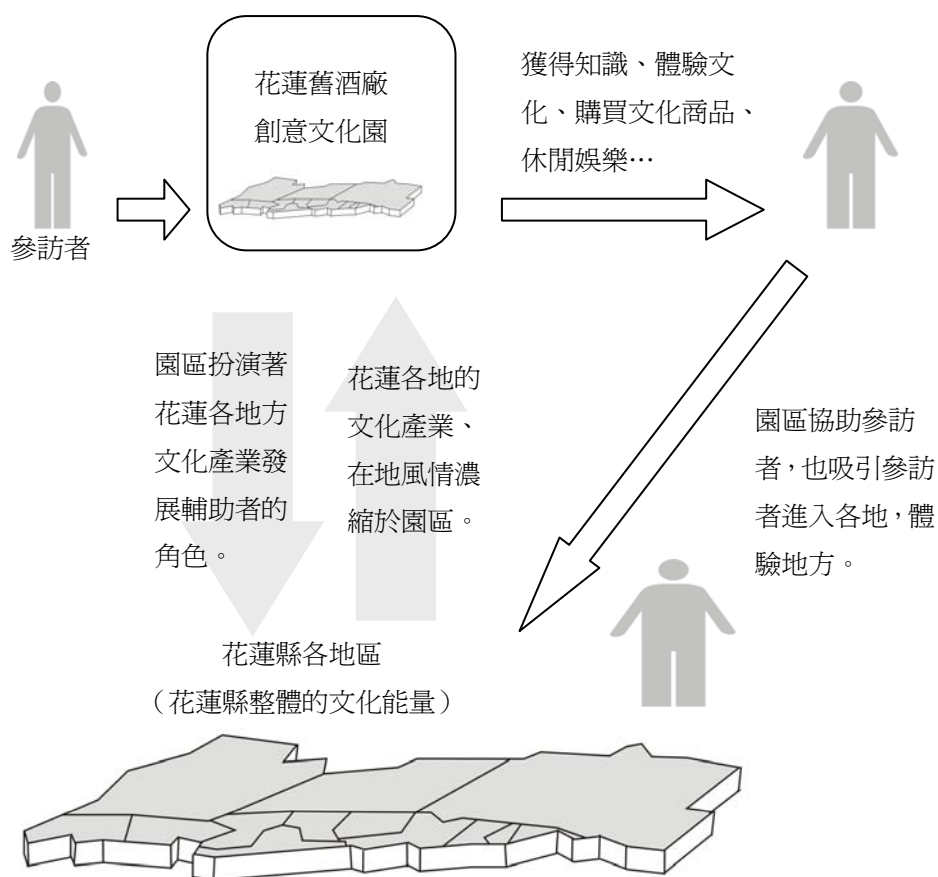 花蓮舊酒廠
創意文化園
獲得知識、體驗文
化、購買文化商品、
休閒娛樂…
參訪者
園區扮演著
花蓮各地方
文化產業發
展輔助者的
角色。
花蓮各地的
文化產業、
在地風情濃
縮於園區。
園區協助參訪
者，也吸引參訪
者進入各地，體
驗地方。
花蓮縣各地區
（花蓮縣整體的文化能量）